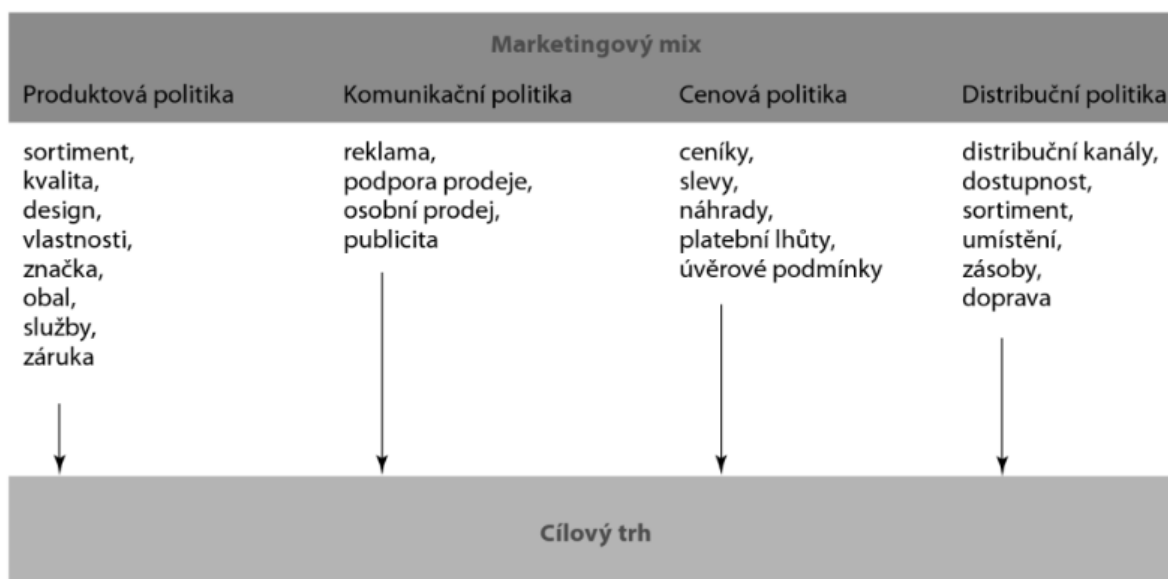 Marketingový mix
Produktová politika
Komunikační politika
Cenová politika
Distribuční politika
sortiment,
kvalita,
design,
vlastnosti,
značka,
obal,
služby,
záruka
reklama,
podpora prodeje,
osobní prodej,
publicita
ceníky,
slevy,
náhrady,
platební lhůty,
úvěrové podmínky
distribuční kanály,
dostupnost,
sortiment,
umístění,
zásoby,
doprava
Cílový trh